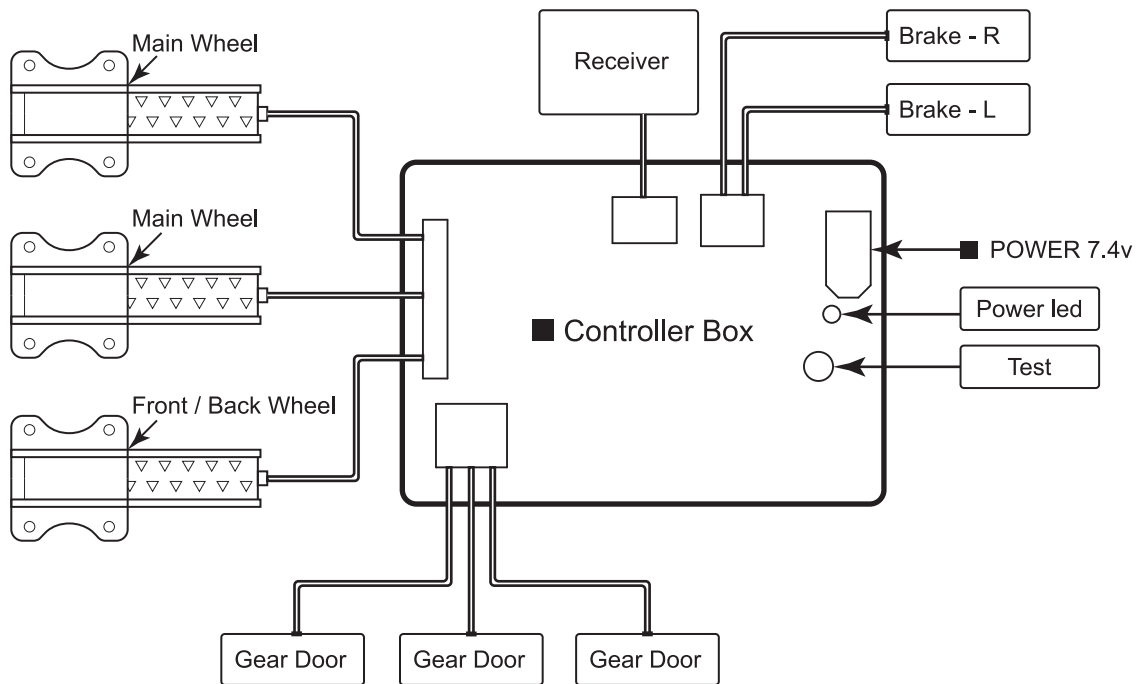 Main Wheel
Receiver
Brake - R
Brake - L
Main Wheel
POWER 7.4v
Power led
Controller Box
Test
Front / Back Wheel
Gear Door
Gear Door
Gear Door